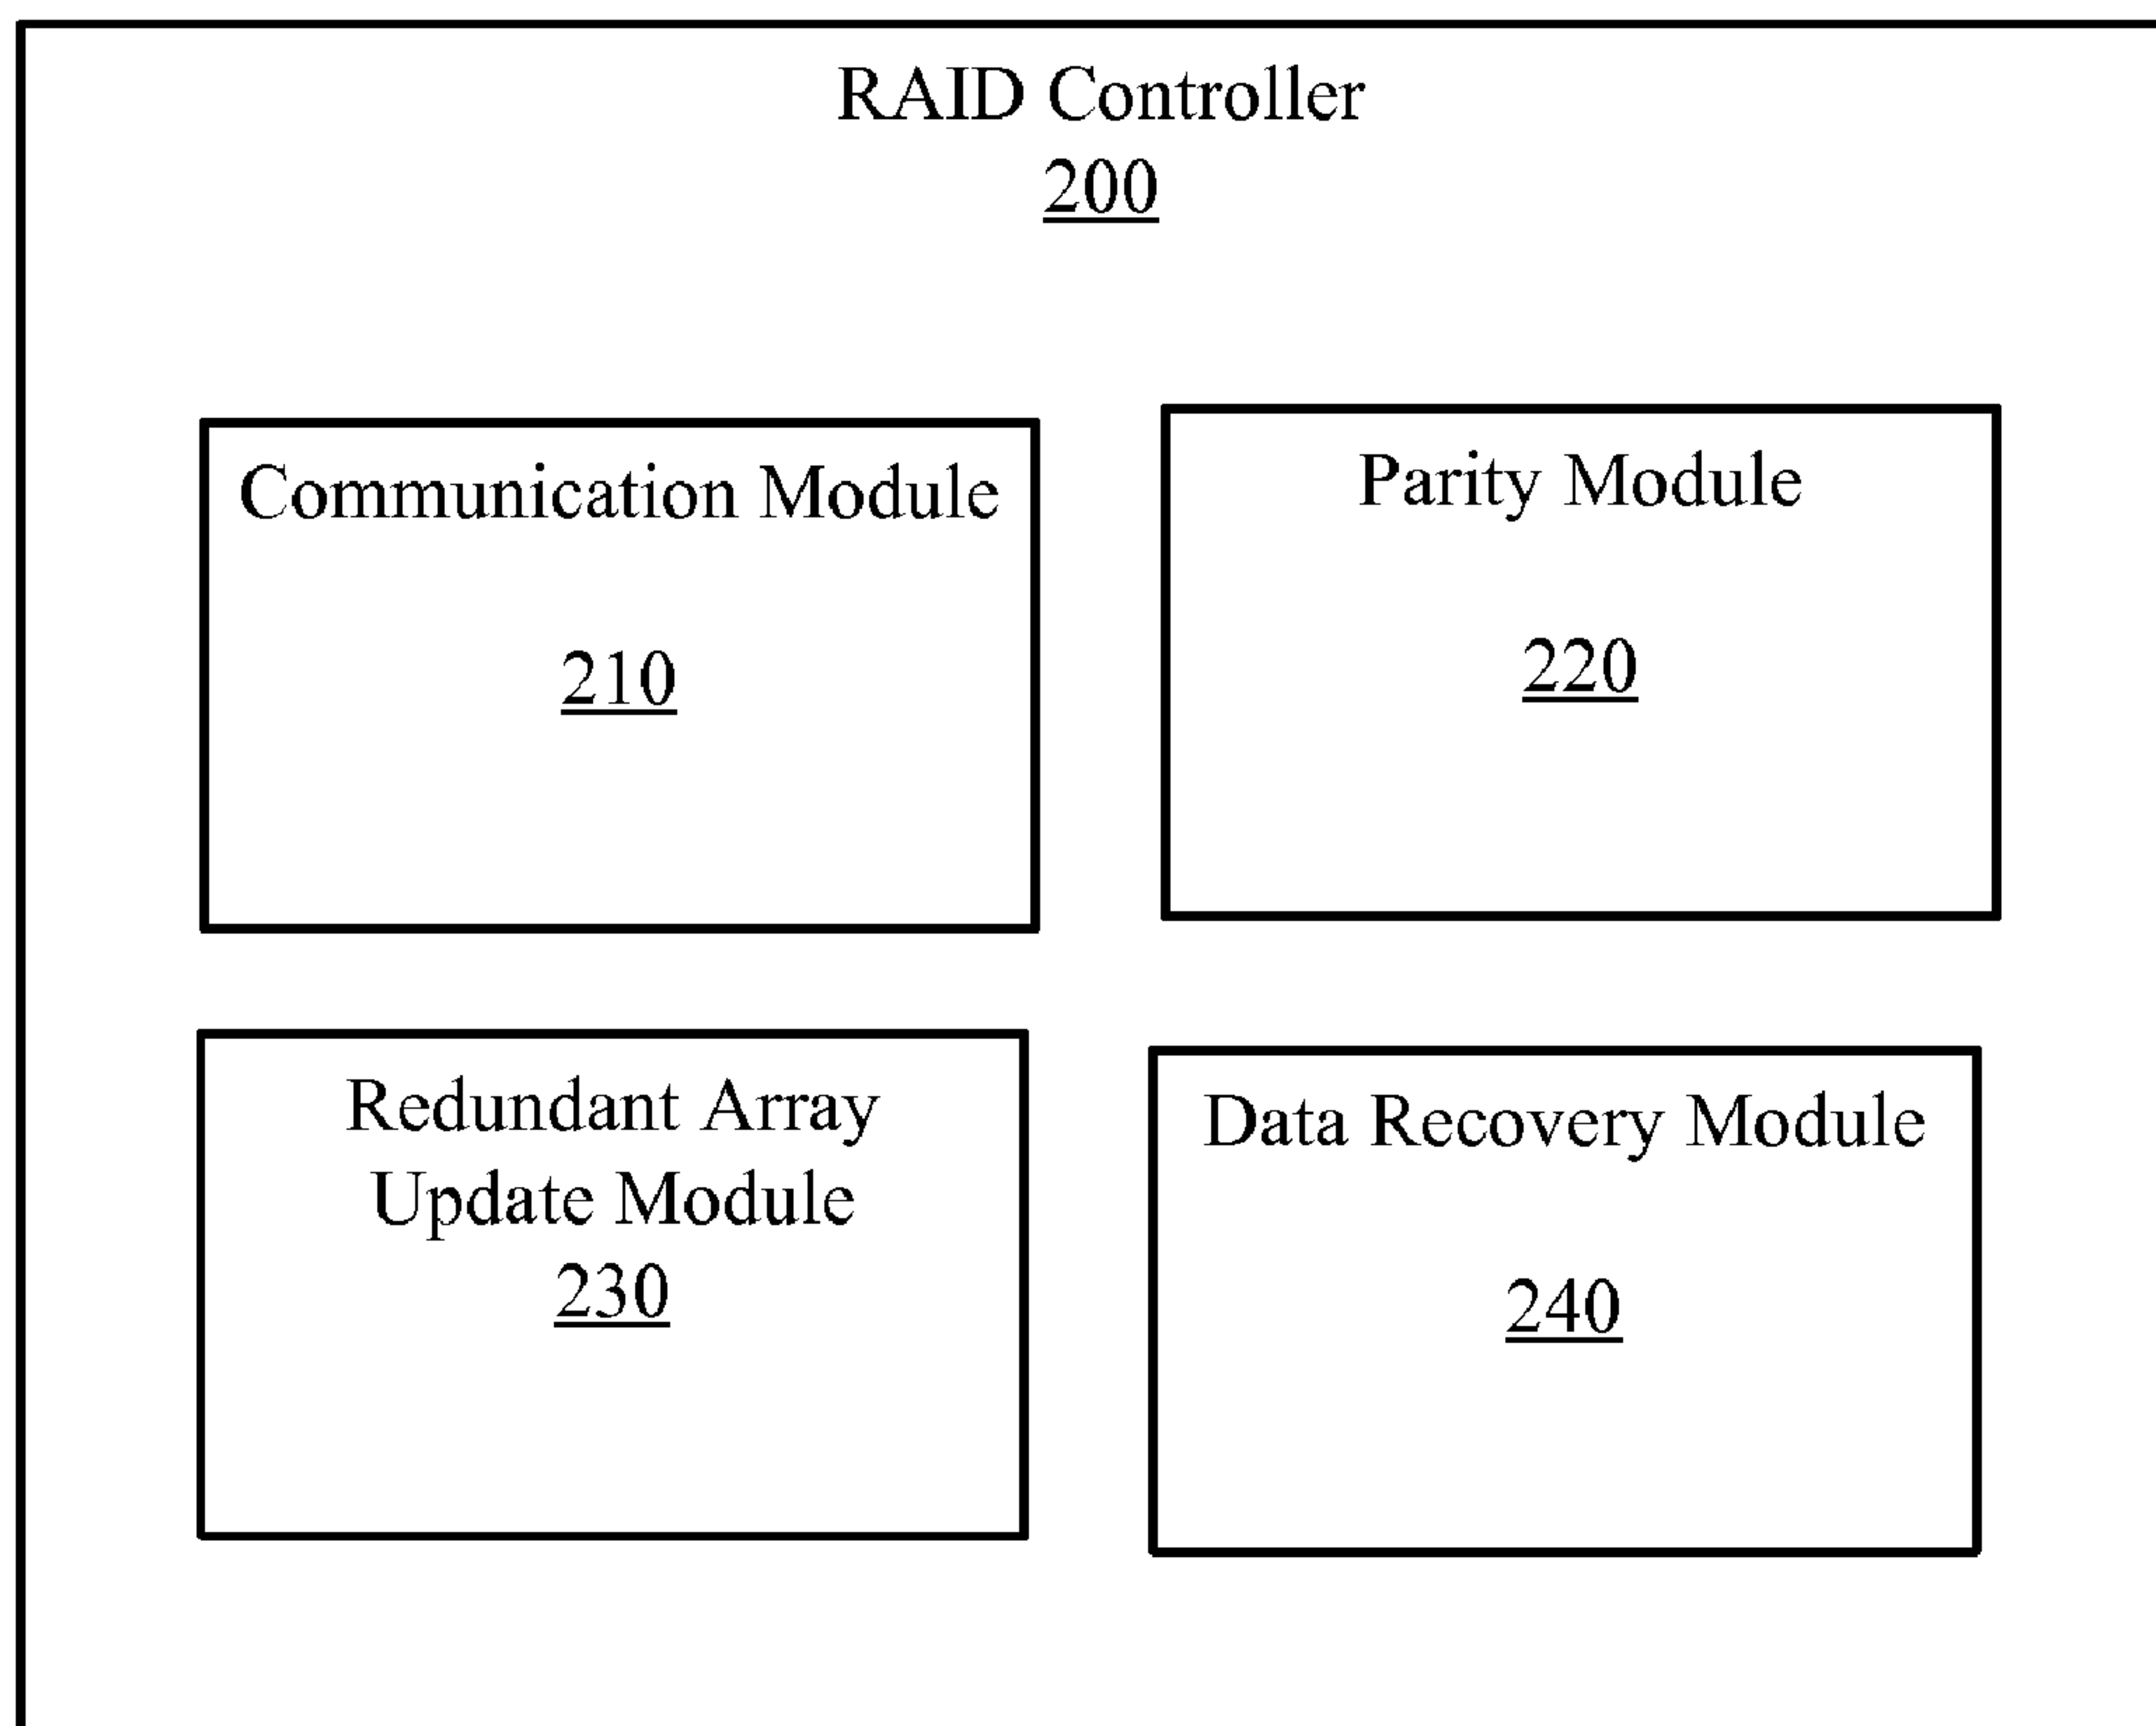 RAID Controller
200
Communication Module
210
Parity Module
220
Redundant Array
Update Module
230
Data Recovery Module
240